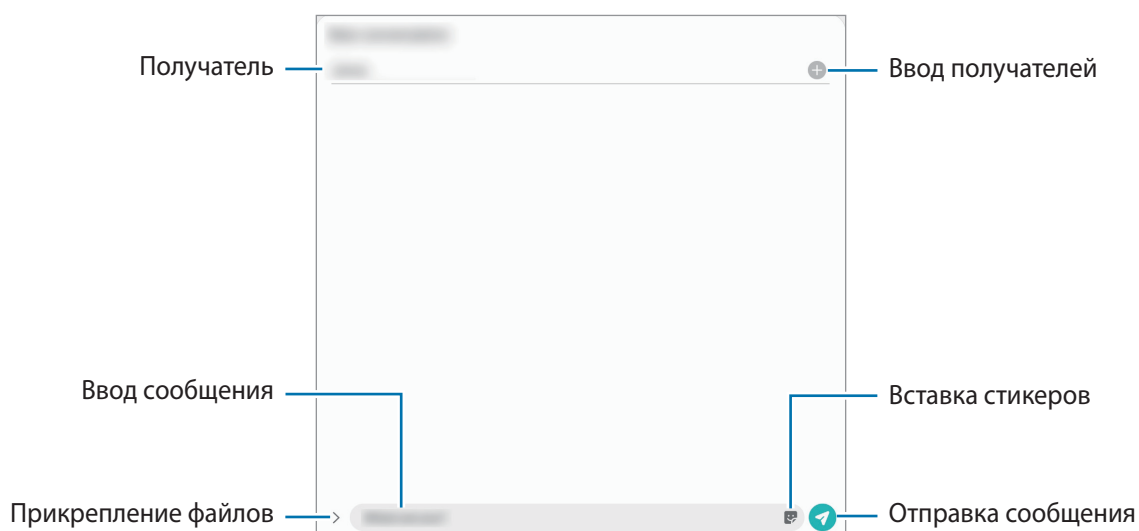 Получатель
Ввод получателей
Ввод сообщения
Вставка стикеров
Прикрепление файлов
Отправка сообщения